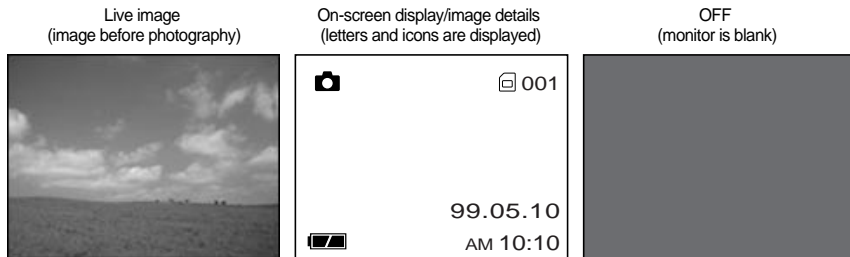 Live image
(image before photography)
On-screen display/image details
(letters and icons are displayed)
OFF
(monitor is blank)
001
99.05.10
AM 10:10